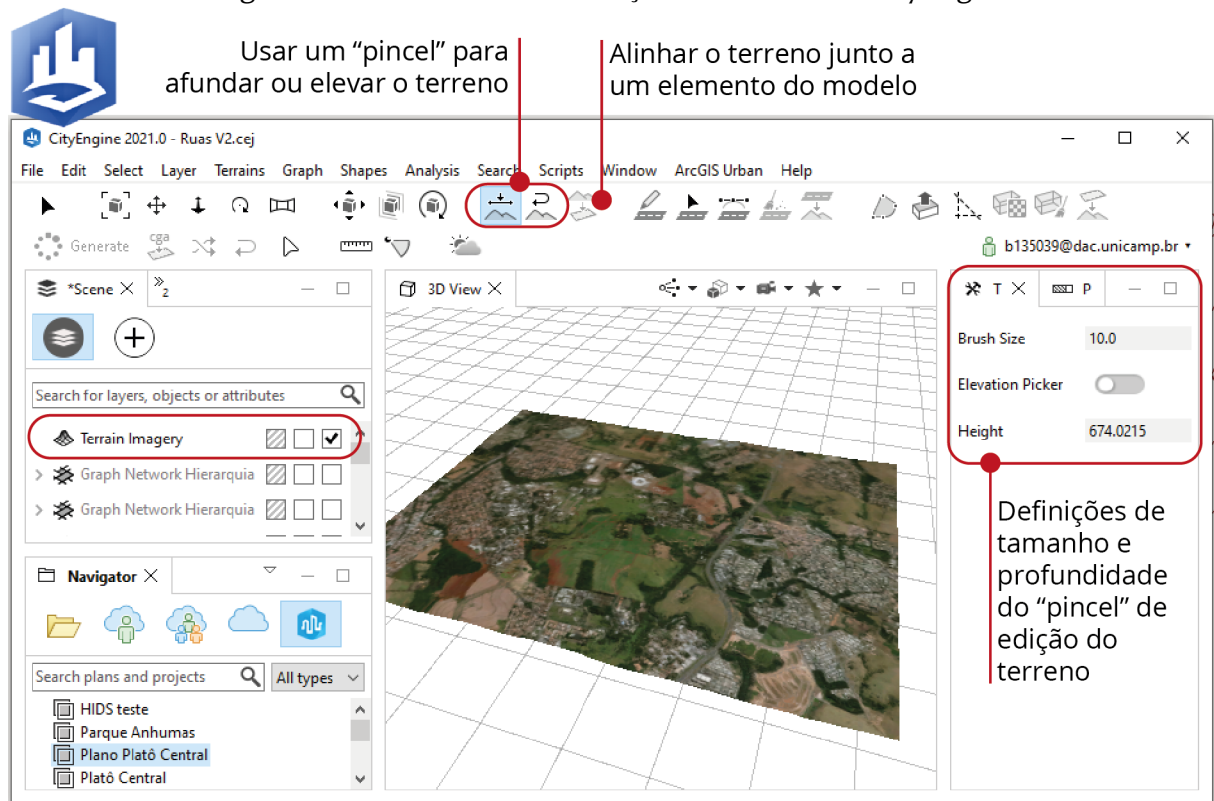 Usar um “pincel” para
afundar ou elevar o terreno
Alinhar o terreno junto a
um elemento do modelo
CityEngine 2021.0 - Ruas V2.cej
File Edit Select Layer Terrains Graph Shapes Analysis Search Scripts Window ArcGIS Urban Help
Generate cga b135039@dac.unicamp.br
*Scene
2
3D View
T
P
Search for layers, objects or attributes
Terrain Imagery
Graph Network Hierarquia
Graph Network Hierarquia
Brush Size 10.0
Elevation Picker
Height 674.0215
Definições de
tamanho e
profundidade
do “pincel” de
edição do
terreno
Navigator
Search plans and projects All types
HIDS teste
Parque Anhumas
Plano Platô Central
Platô Central